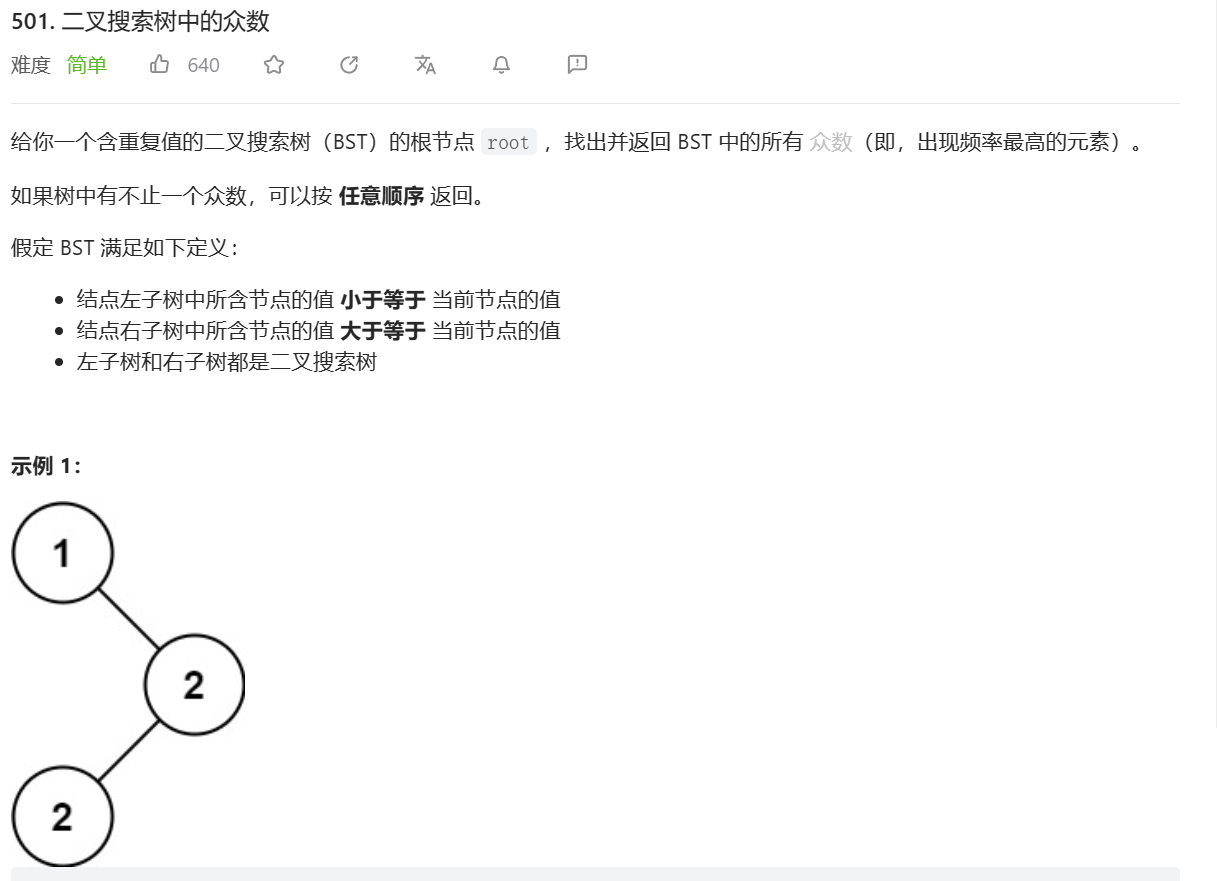 501. 二叉搜索树中的众数
难度 简单 640
给你一个含重复值的二叉搜索树（BST）的根节点 root ，找出并返回 BST 中的所有 众数（即，出现频率最高的元素）。
如果树中有不止一个众数，可以按 任意顺序 返回。
假定 BST 满足如下定义：
结点左子树中所含节点的值 小于等于 当前节点的值
结点右子树中所含节点的值 大于等于 当前节点的值
左子树和右子树都是二叉搜索树
示例 1：
1
2
2